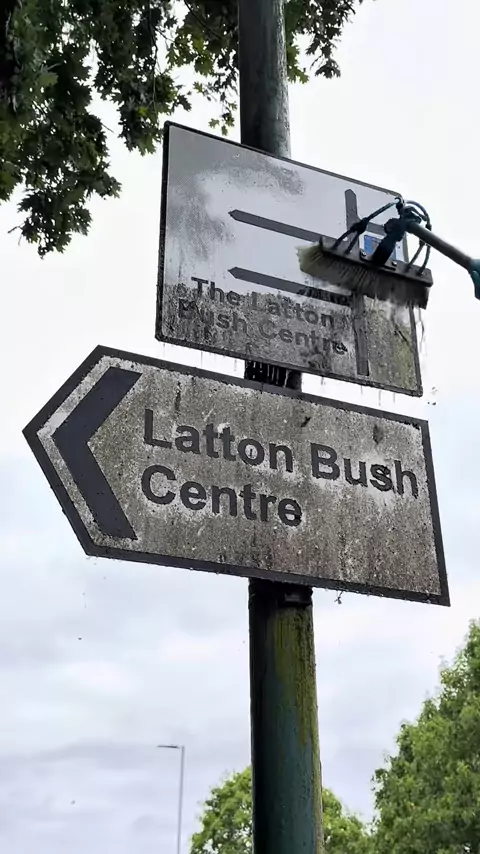 The Latton
Bush Centre
Latton Bush
Centre